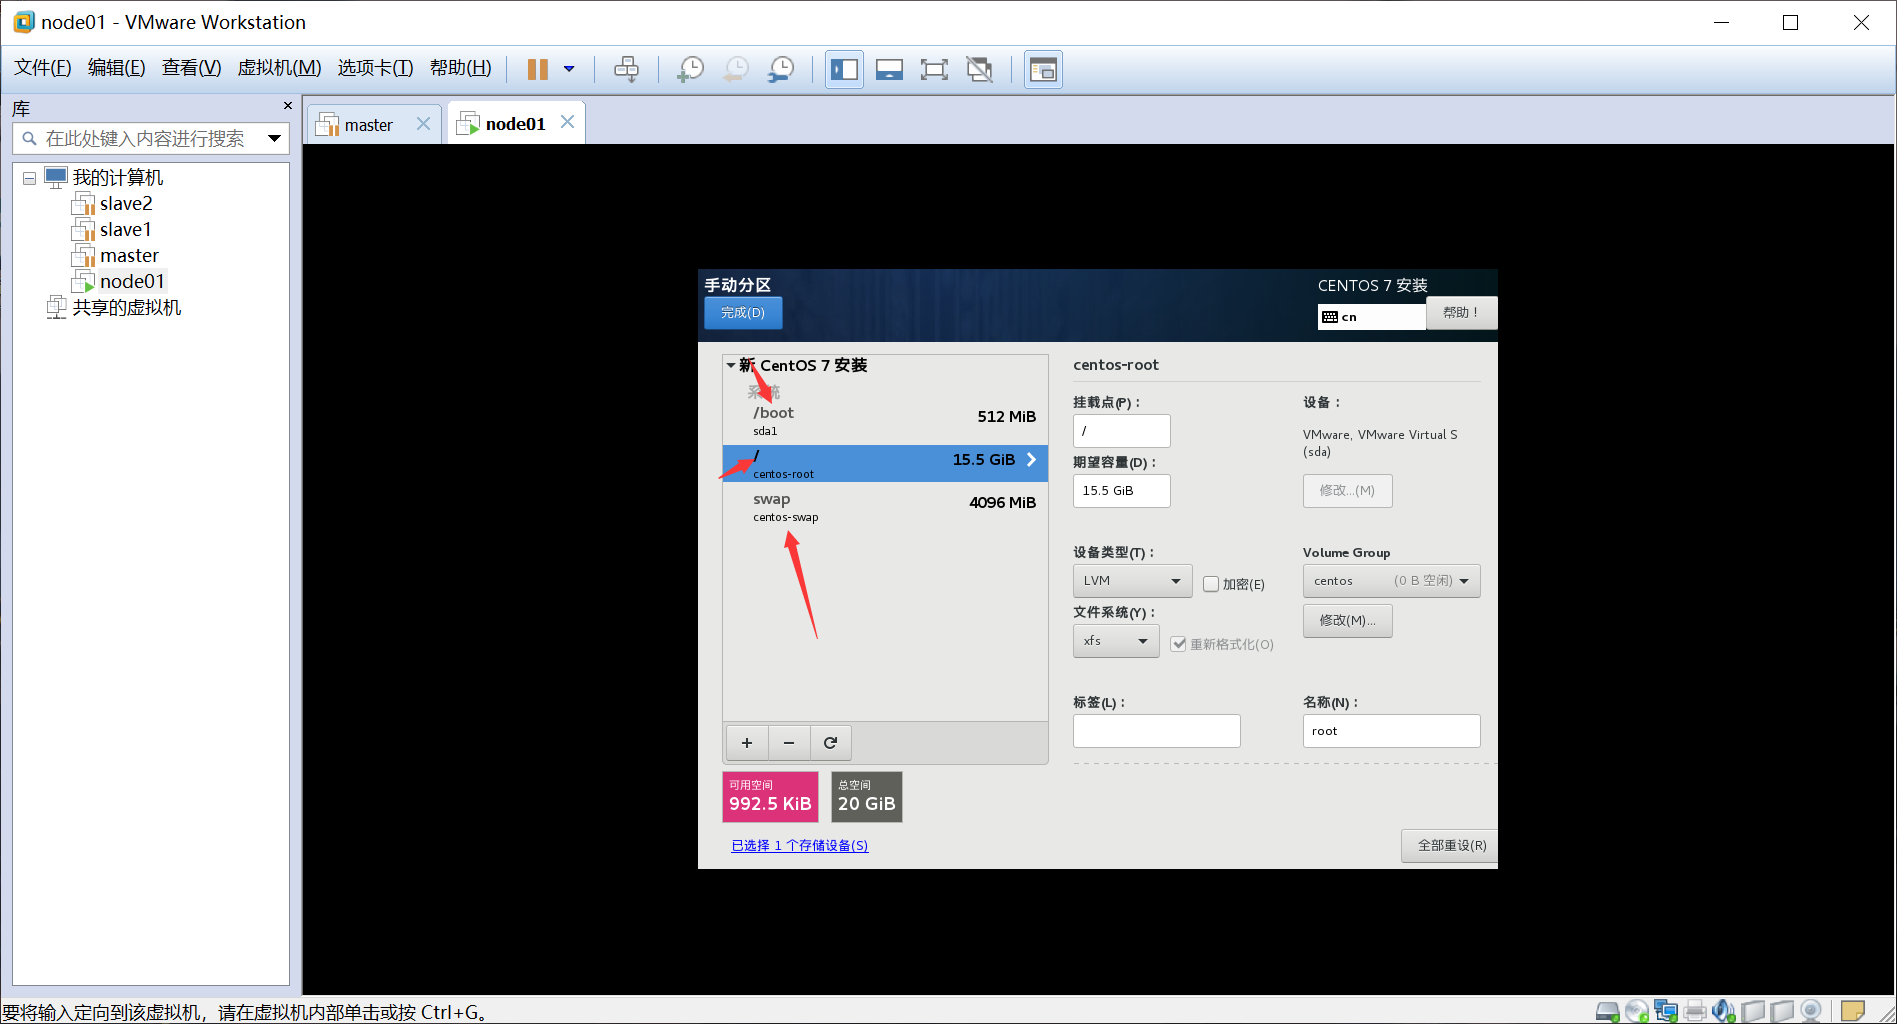 node01 - VMware Workstation
文件(F) 编辑(E) 查看(V) 虚拟机(M) 选项卡(T) 帮助(H)
库
在此处键入内容进行搜索
我的计算机
slave2
slave1
master
node01
共享的虚拟机
master
node01
手动分区
完成(D)
CENTOS 7 安装
cn
帮助！
新 CentOS 7 安装
系统
/boot
512 MiB
sda1
/
15.5 GiB
centos-root
swap
4096 MiB
centos-swap
可用空间
992.5 KiB
总空间
20 GiB
已选择 1 个存储设备(S)
centos-root
挂载点(P)：
/
期望容量(D)：
15.5 GiB
设备：
VMware, VMware Virtual S
(sda)
修改...(M)
设备类型(T)：
LVM
加密(E)
文件系统(Y)：
xfs
重新格式化(O)
Volume Group
centos (0 B 空闲)
修改(M)...
标签(L)：
名称(N)：
root
全部重设(R)
要将输入定向到该虚拟机，请在虚拟机内部单击或按 Ctrl+G。